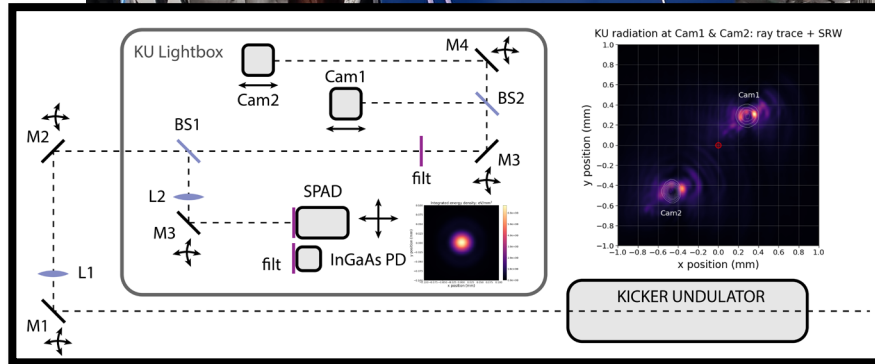 KU Lightbox
M4
KU radiation at Cam1 & Cam2: ray trace + SRW
1.0
0.8
0.6
0.4
0.2
0.0
−0.2
−0.4
−0.6
−0.8
−1.0
y position (mm)
Cam1
Cam2
−1.0 −0.8 −0.6 −0.4 −0.2 0.0 0.2 0.4 0.6 0.8 1.0
x position (mm)
Cam2
Cam1
BS2
M2
BS1
M3
filt
L2
SPAD
M3
filt
InGaAs PD
L1
M1
KICKER UNDULATOR